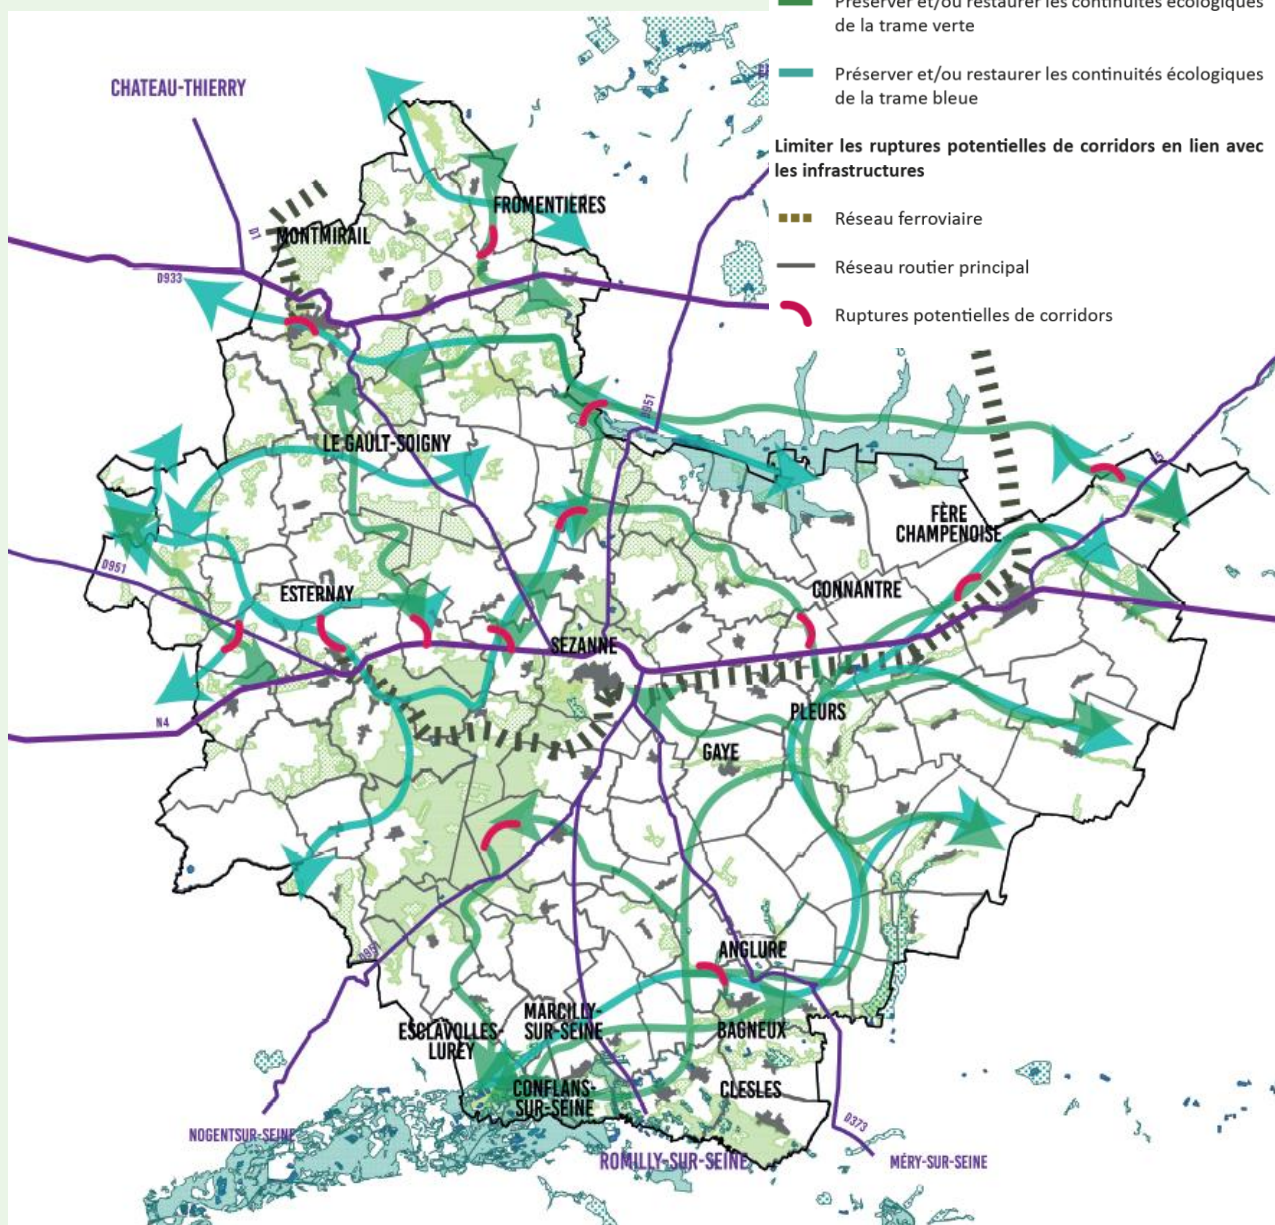 Préserver et/ou restaurer les continuités écologiques
de la trame verte
Préserver et/ou restaurer les continuités écologiques
de la trame bleue
Limiter les ruptures potentielles de corridors en lien avec
les infrastructures
Réseau ferroviaire
Réseau routier principal
Ruptures potentielles de corridors
CHATEAU-THIERRY
FROMENTIERES
D1
MONTMIRAIL
D933
D951
LE GAULT-SOIGNY
FÈRE
CHAMPENOISE
D951
ESTERNAY
CONNANTRE
SEZANNE
N4
PLEURS
GAYE
D951
ANGLURE
MARCILLY-
SUR-SEINE
ESCLAVOLLES-
LUREY
BAGNEUX
CONFLANS-
SUR-SEINE
CLESLES
D373
NOGENTSUR-SEINE
ROMILLY-SUR-SEINE
MÉRY-SUR-SEINE